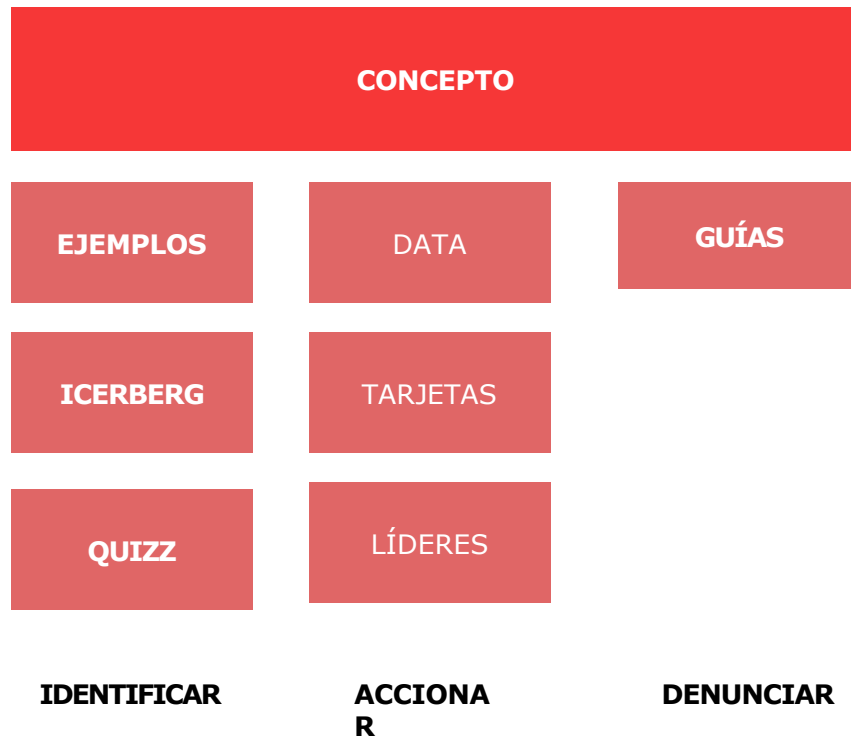 CONCEPTO
EJEMPLOS
DATA
GUÍAS
ICERBERG
TARJETAS
QUIZZ
LÍDERES
IDENTIFICAR
ACCIONA
R
DENUNCIAR